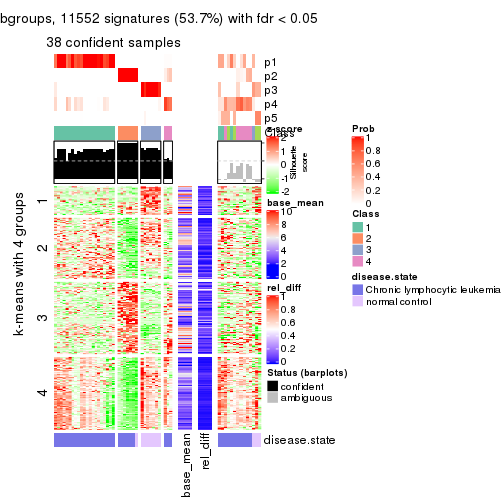 bgroups, 11552 signatures (53.7%) with fdr < 0.05
38 confident samples
p1
p2
p3
p4
p5
Class
z-score
2
1
0
-1
-2
Silhouette
score
base_mean
10
8
6
4
2
0
rel_diff
1
0.8
0.6
0.4
0.2
0
Status (barplots)
confident
ambiguous
Prob
1
0.8
0.6
0.4
0.2
0
Class
1
2
3
4
disease.state
Chronic lymphocytic leukemia
normal control
k-means with 4 groups
1
2
3
4
disease.state
base_mean
rel_diff